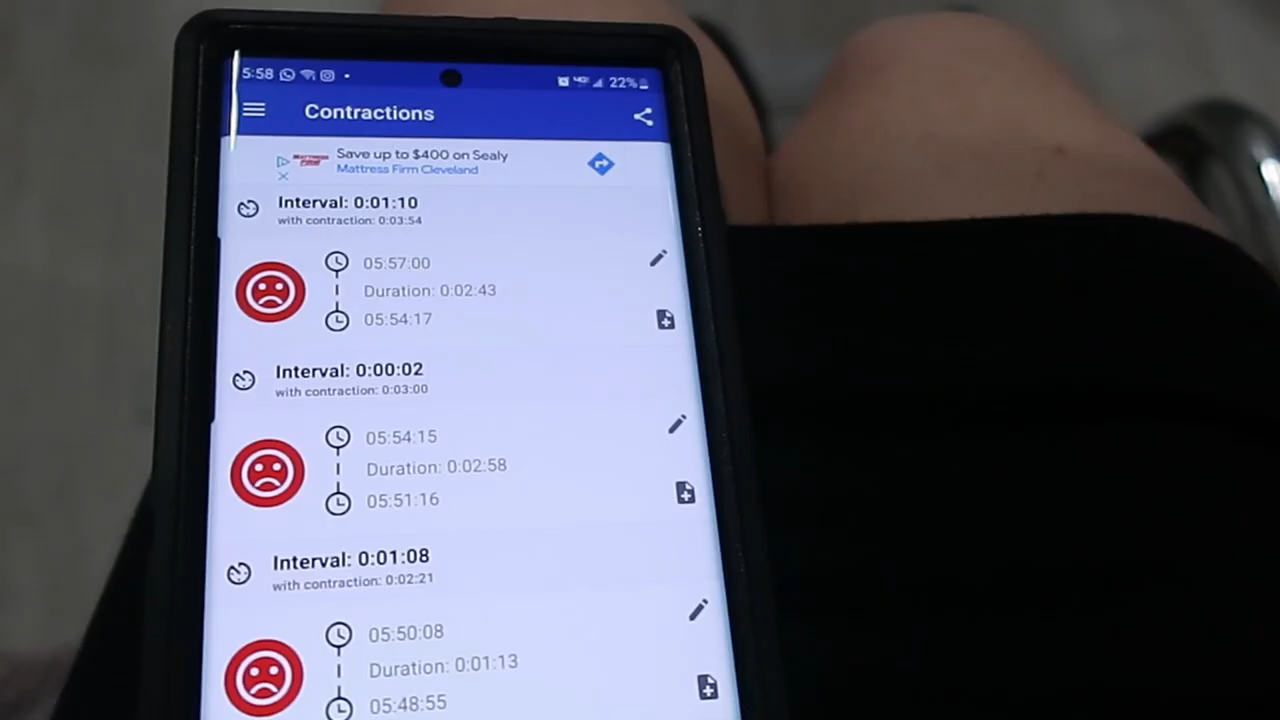 5:58 22%
Contractions
Save up to $400 on Sealy
Mattress Firm Cleveland
Interval: 0:01:10
with contraction: 0:03:54
05:57:00
Duration: 0:02:43
05:54:17
Interval: 0:00:02
with contraction: 0:03:00
05:54:15
Duration: 0:02:58
05:51:16
Interval: 0:01:08
with contraction: 0:02:21
05:50:08
Duration: 0:01:13
05:48:55